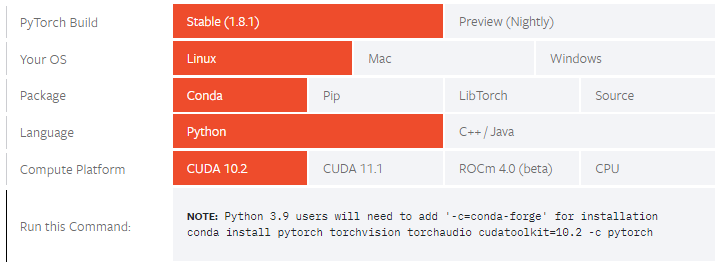 PyTorch Build Stable (1.8.1) Preview (Nightly)
Your OS Linux Mac Windows
Package Conda Pip LibTorch Source
Language Python C++ / Java
Compute Platform CUDA 10.2 CUDA 11.1 ROCm 4.0 (beta) CPU
NOTE: Python 3.9 users will need to add '-c=conda-forge' for installation
Run this Command:
conda install pytorch torchvision torchaudio cudatoolkit=10.2 -c pytorch